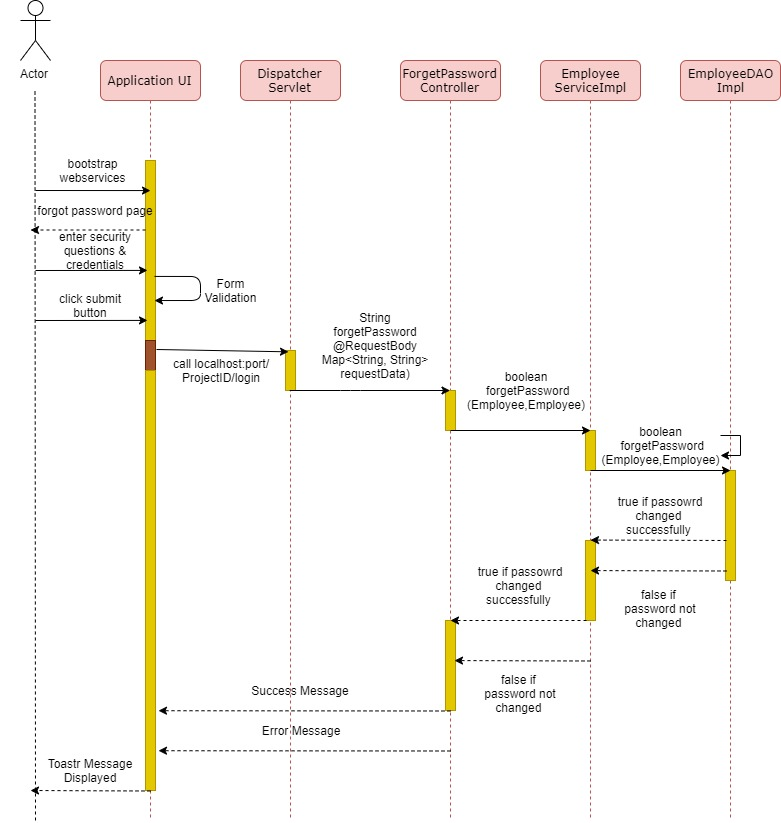 Actor
Application UI
Dispatcher
Servlet
ForgetPassword
Controller
Employee
ServiceImpl
EmployeeDAO
Impl
bootstrap
webservices
forgot password page
enter security
questions &
credentials
Form
Validation
click submit
button
call localhost:port/
ProjectID/login
String
forgetPassword
@RequestBody
Map<String, String>
requestData)
boolean
forgetPassword
(Employee,Employee)
boolean
forgetPassword
(Employee,Employee)
true if passowrd
changed
successfully
false if
password not
changed
true if passowrd
changed
successfully
false if
password not
changed
Success Message
Error Message
Toastr Message
Displayed